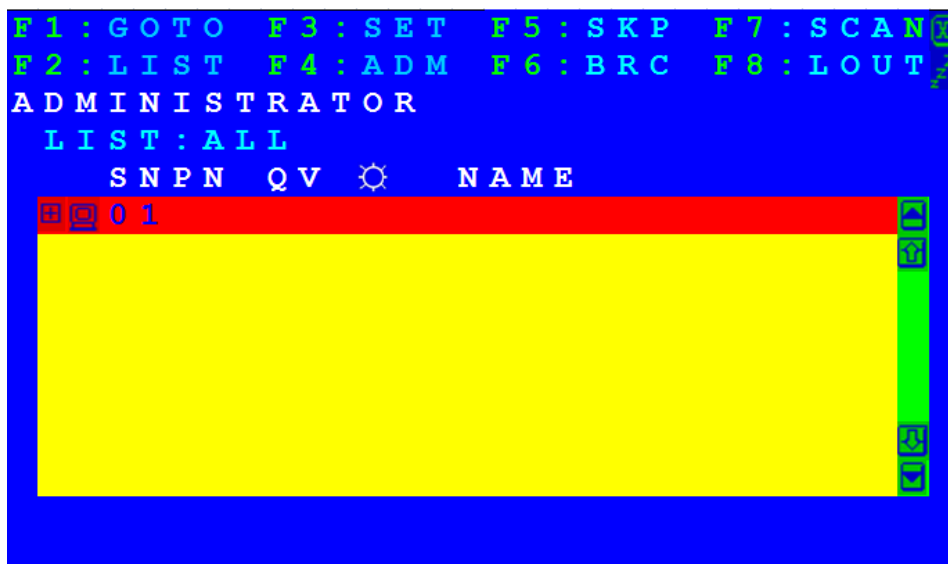 F1:GOTO F3:SET F5:SKP F7:SCAN
F2:LIST F4:ADM F6:BRC F8:LOUT
ADMINISTRATOR
LIST:ALL
SNPN QV NAME
01